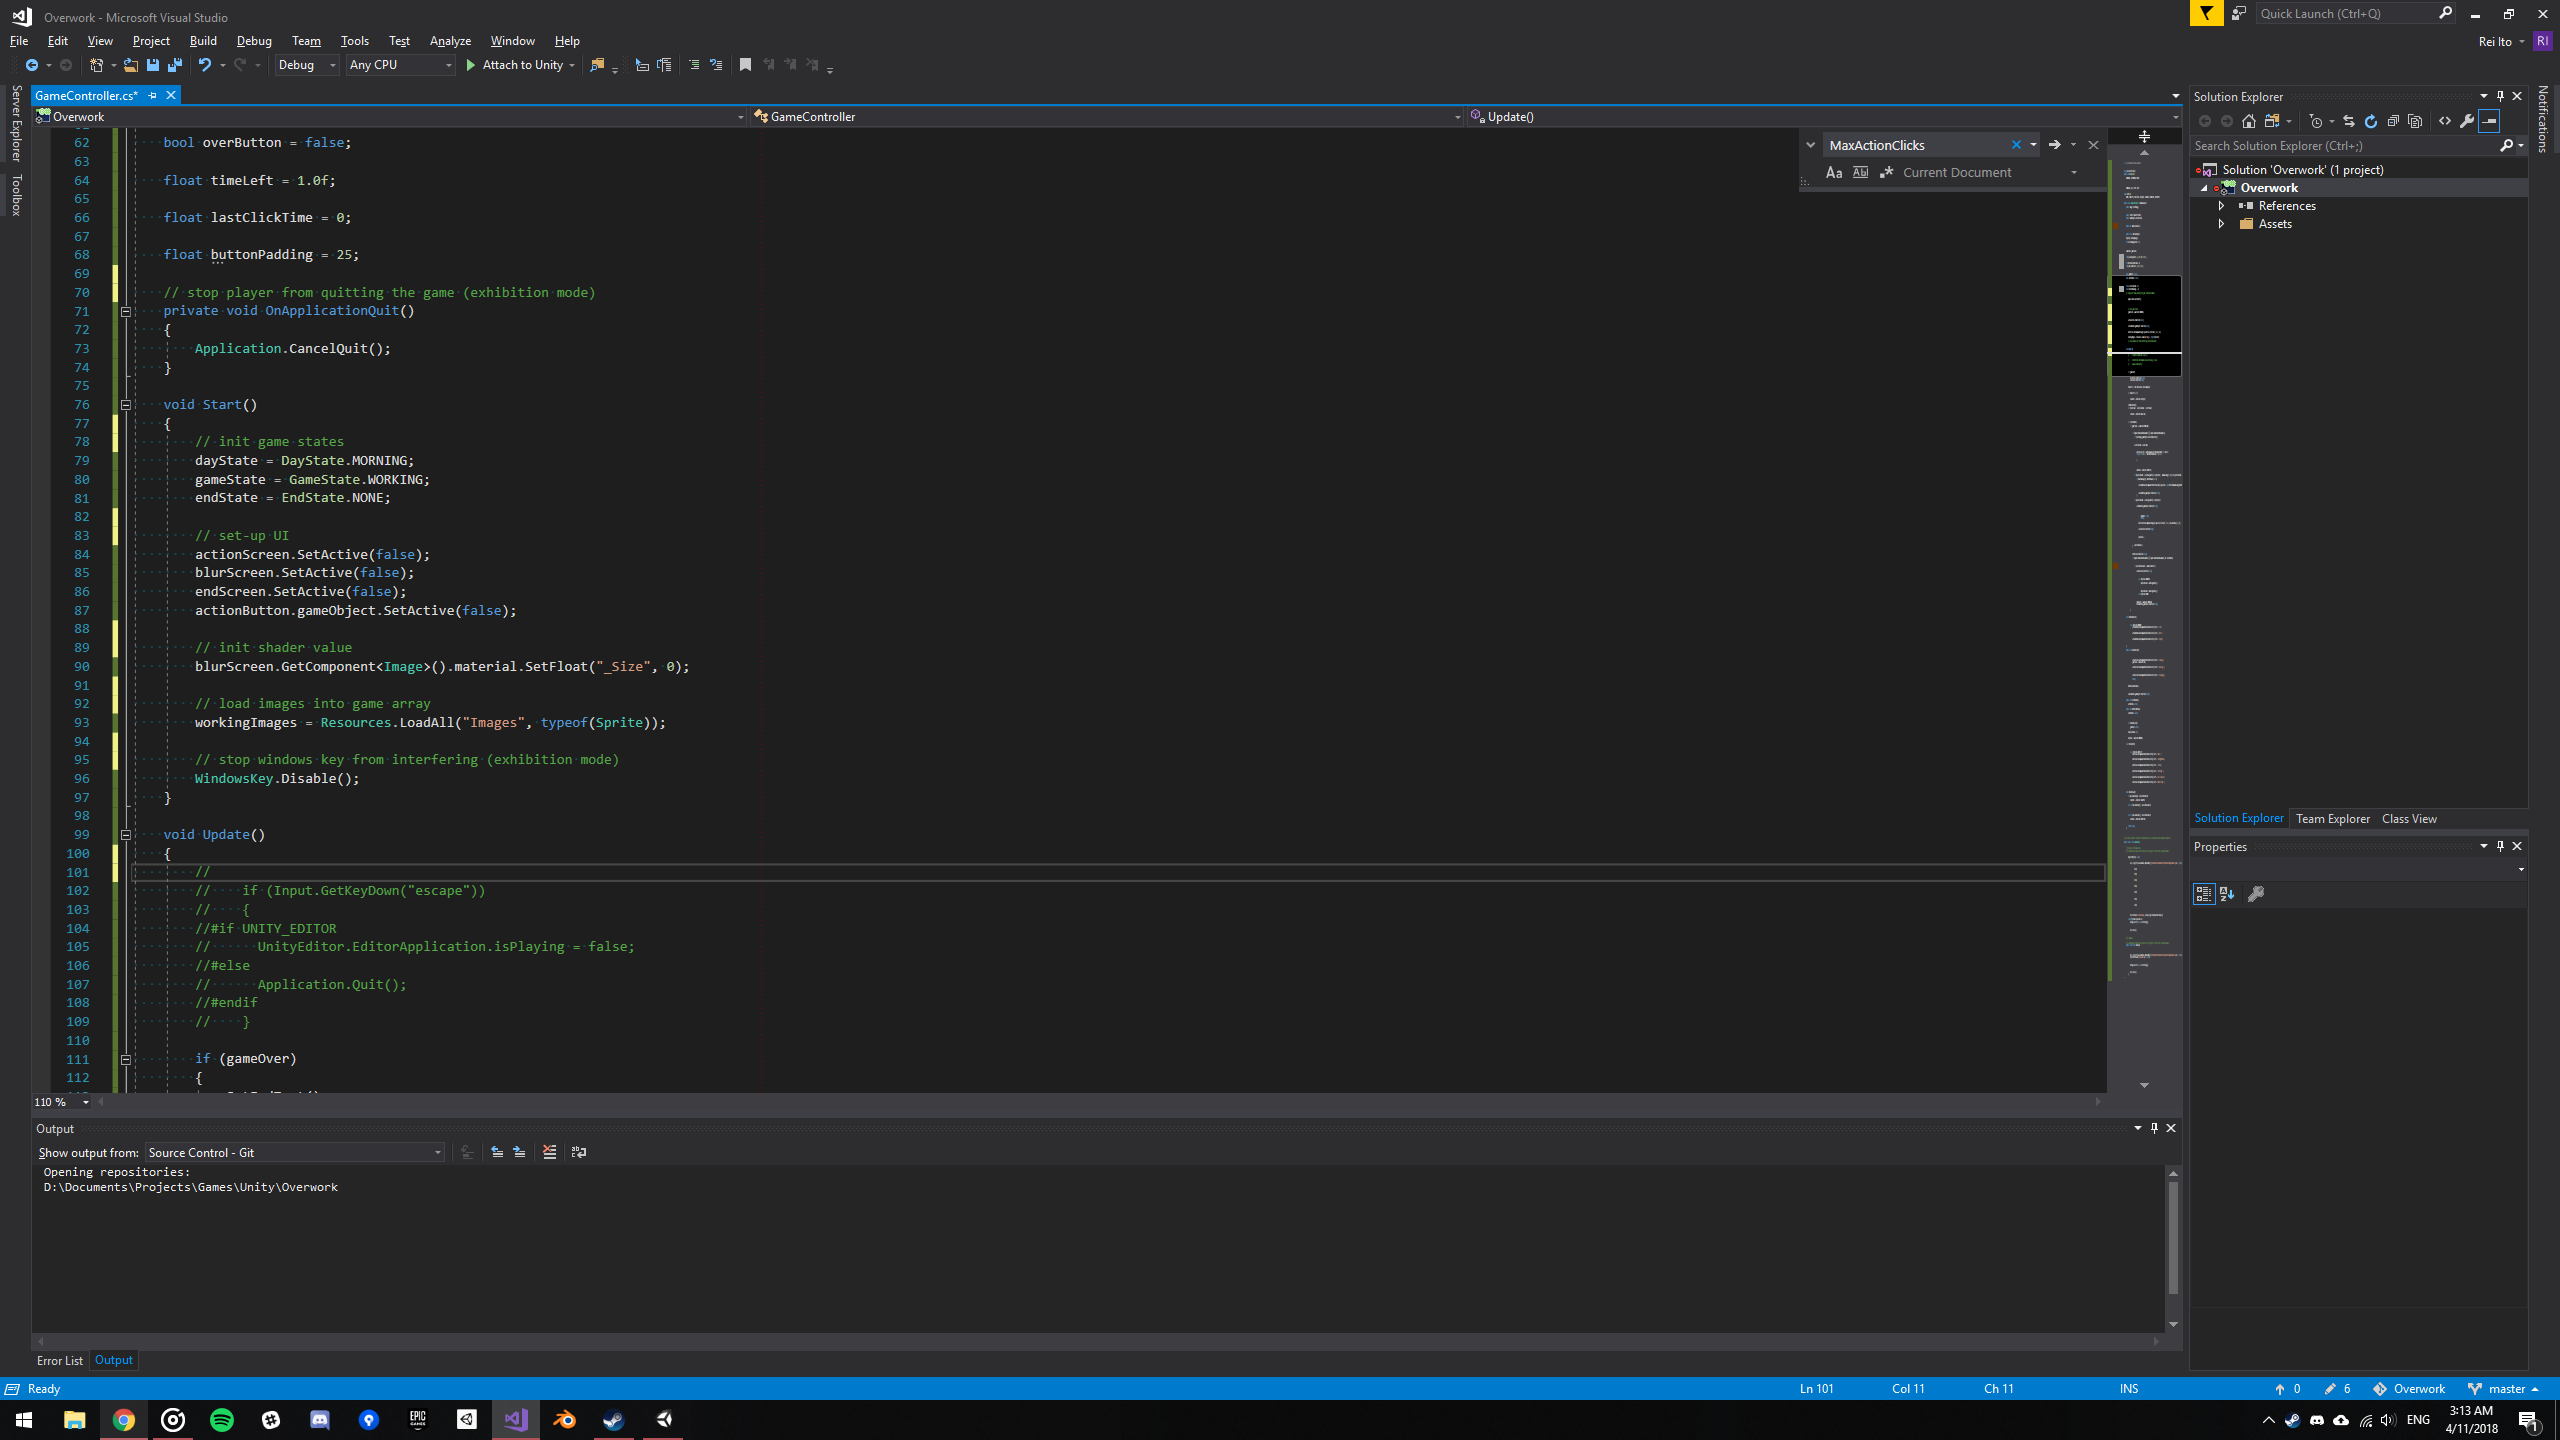 Overwork - Microsoft Visual Studio
Quick Launch (Ctrl+Q)
File Edit View Project Build Debug Team Tools Test Analyze Window Help
Rei Ito RI
Debug Any CPU Attach to Unity
Server Explorer
Toolbox
Notifications
GameController.cs*
Overwork GameController Update()
MaxActionClicks
Aa Ab Current Document
62 bool overButton = false;
63
64 float timeLeft = 1.0f;
65
66 float lastClickTime = 0;
67
68 float buttonPadding = 25;
69
70 // stop player from quitting the game (exhibition mode)
71 private void OnApplicationQuit()
72 {
73 Application.CancelQuit();
74 }
75
76 void Start()
77 {
78 // init game states
79 dayState = DayState.MORNING;
80 gameState = GameState.WORKING;
81 endState = EndState.NONE;
82
83 // set-up UI
84 actionScreen.SetActive(false);
85 blurScreen.SetActive(false);
86 endScreen.SetActive(false);
87 actionButton.gameObject.SetActive(false);
88
89 // init shader value
90 blurScreen.GetComponent<Image>().material.SetFloat("_Size", 0);
91
92 // load images into game array
93 workingImages = Resources.LoadAll("Images", typeof(Sprite));
94
95 // stop windows key from interfering (exhibition mode)
96 WindowsKey.Disable();
97 }
98
99 void Update()
100 {
101 //
102 // if (Input.GetKeyDown("escape"))
103 // {
104 //#if UNITY_EDITOR
105 // UnityEditor.EditorApplication.isPlaying = false;
106 //#else
107 // Application.Quit();
108 //#endif
109 // }
110
111 if (gameOver)
112 {
110 %
Solution Explorer
Search Solution Explorer (Ctrl+;)
Solution 'Overwork' (1 project)
Overwork
References
Assets
Solution Explorer Team Explorer Class View
Properties
Output
Show output from: Source Control - Git
Opening repositories:
D:\Documents\Projects\Games\Unity\Overwork
Error List Output
Ready Ln 101 Col 11 Ch 11 INS 0 6 Overwork master
EPIC GAMES
ENG 3:13 AM
4/11/2018
1